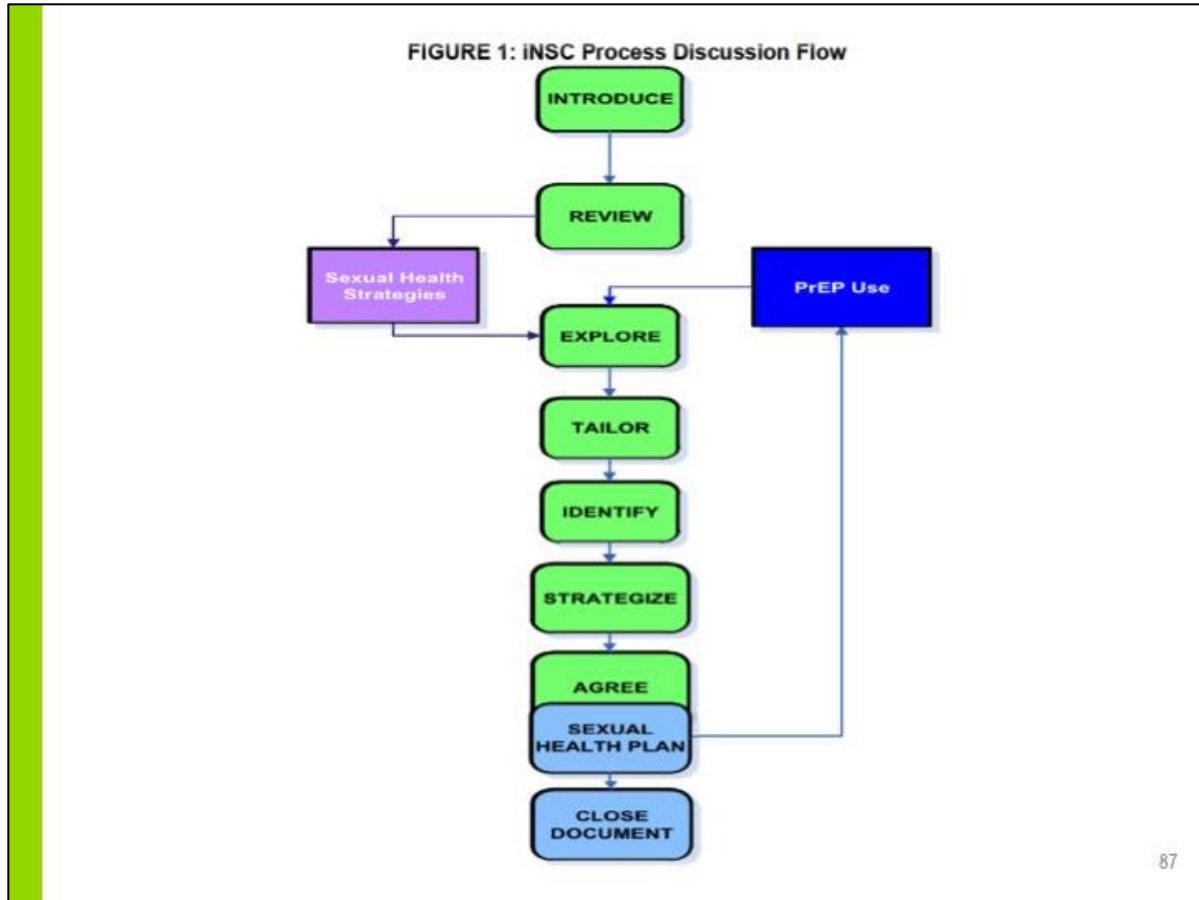 FIGURE 1: iNSC Process Discussion Flow
INTRODUCE
REVIEW
Sexual Health
Strategies
PrEP Use
EXPLORE
TAILOR
IDENTIFY
STRATEGIZE
AGREE
SEXUAL
HEALTH PLAN
CLOSE
DOCUMENT
87